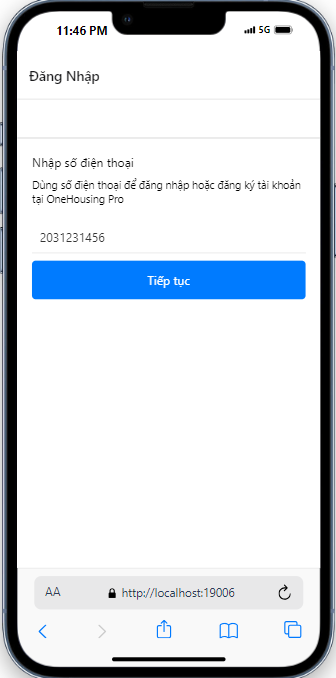 11:46 PM
5G
Đăng Nhập
Nhập số điện thoại
Dùng số điện thoại để đăng nhập hoặc đăng ký tài khoản
tại OneHousing Pro
2031231456
Tiếp tục
AA
http://localhost:19006